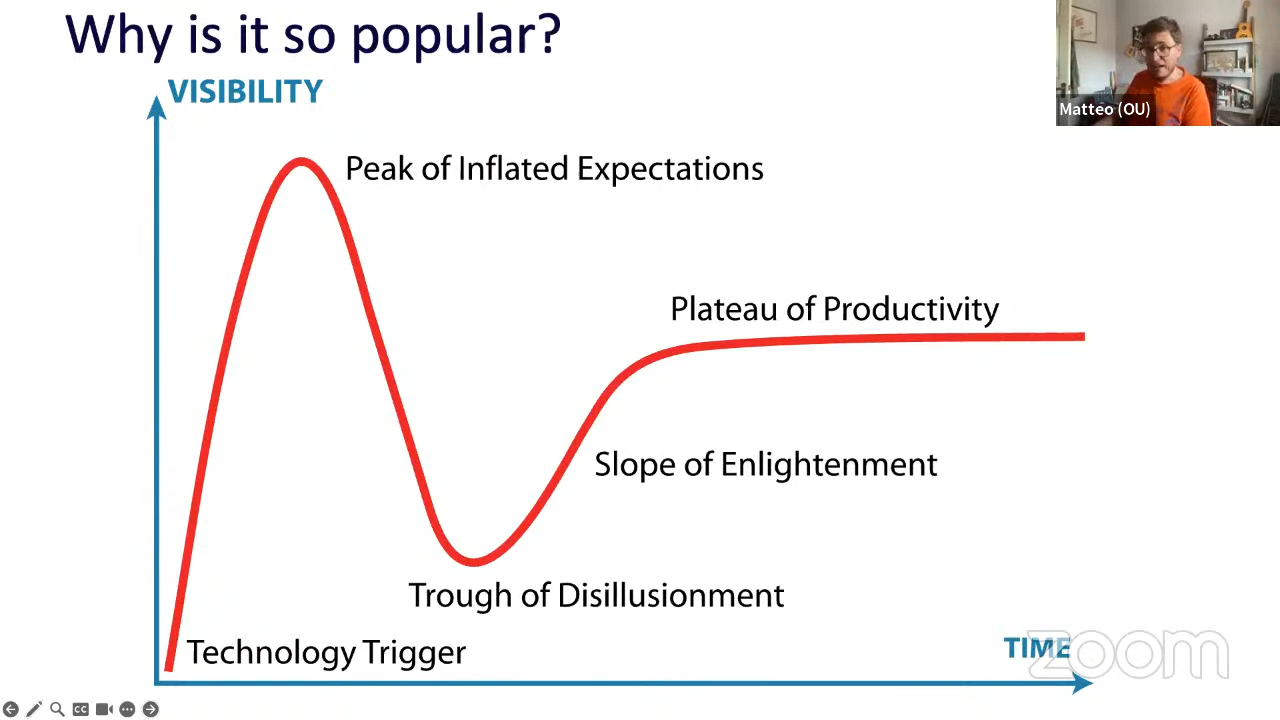 Why is it so popular?
VISIBILITY
Matteo (OU)
Peak of Inflated Expectations
Plateau of Productivity
Slope of Enlightenment
Trough of Disillusionment
Technology Trigger
TIME
zoom
CC